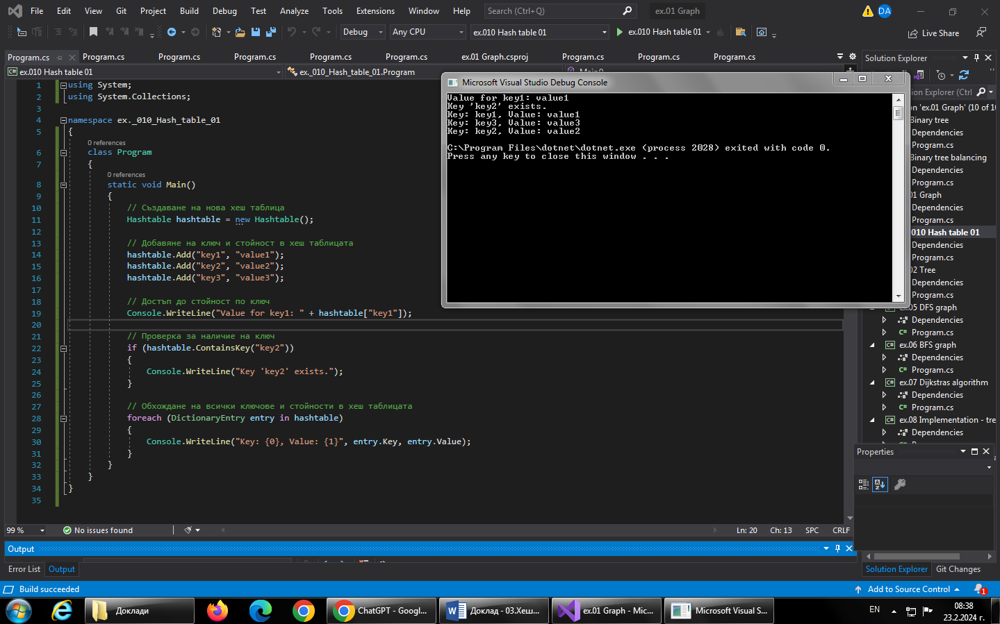 File Edit View Git Project Build Debug Test Analyze Tools Extensions Window Help Search (Ctrl+Q) ex.01 Graph DA
Debug Any CPU ex.010 Hash table 01 ex.010 Hash table 01 Live Share
Program.cs Program.cs Program.cs Program.cs Program.cs Program.cs ex.01 Graph.csproj Program.cs Program.cs Program.cs
ex.010 Hash table 01 ex._010_Hash_table_01.Program
1 using System;
2 using System.Collections;
3
4 namespace ex._010_Hash_table_01
5 {
0 references
6 class Program
7 {
0 references
8 static void Main()
9 {
10 // Създаване на нова хеш таблица
11 Hashtable hashtable = new Hashtable();
12
13 // Добавяне на ключ и стойност в хеш таблицата
14 hashtable.Add("key1", "value1");
15 hashtable.Add("key2", "value2");
16 hashtable.Add("key3", "value3");
17
18 // Достъп до стойност по ключ
19 Console.WriteLine("Value for key1: " + hashtable["key1"]);
20
21 // Проверка за наличие на ключ
22 if (hashtable.ContainsKey("key2"))
23 {
24 Console.WriteLine("Key 'key2' exists.");
25 }
26
27 // Обхождане на всички ключове и стойности в хеш таблицата
28 foreach (DictionaryEntry entry in hashtable)
29 {
30 Console.WriteLine("Key: {0}, Value: {1}", entry.Key, entry.Value);
31 }
32 }
33 }
34 }
35
Microsoft Visual Studio Debug Console
Value for key1: value1
Key 'key2' exists.
Key: key1, Value: value1
Key: key3, Value: value3
Key: key2, Value: value2
C:\Program Files\dotnet\dotnet.exe (process 2028) exited with code 0.
Press any key to close this window . . .
Solution Explorer
ion Explorer (Ctrl
on 'ex.01 Graph' (10 of 10
Binary tree
Dependencies
Program.cs
Binary tree balancing
Dependencies
Program.cs
01 Graph
Dependencies
Program.cs
010 Hash table 01
Dependencies
Program.cs
02 Tree
Dependencies
Program.cs
ex.05 DFS graph
Dependencies
C# Program.cs
C# ex.06 BFS graph
Dependencies
C# Program.cs
C# ex.07 Dijkstras algorithm
Dependencies
C# Program.cs
C# ex.08 Implementation - tre
Dependencies
Properties
99 % No issues found Ln: 20 Ch: 13 SPC CRLF
Output
Error List Output
Solution Explorer Git Changes
Build succeeded Add to Source Control 1
Доклади ChatGPT - Googl... Доклад - 03.Хеш... ex.01 Graph - Mic... Microsoft Visual S... EN 08:38
23.2.2024 г.